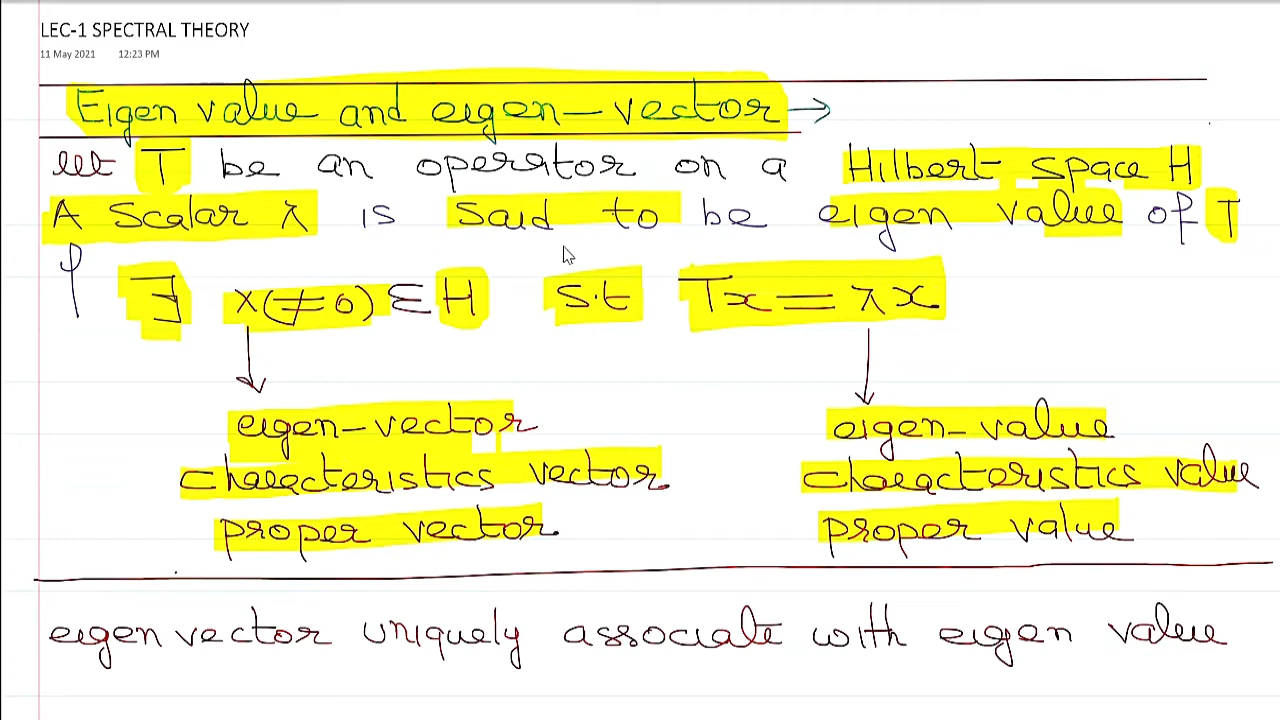 LEC-1 SPECTRAL THEORY
11 May 2021 12:23 PM
Eigen value and eigen-vector →
let T be an operator on a Hilbert space H
A Scalar λ is said to be eigen value of T
if ∃ x(≠0) ∈ H s.t Tx = λx
eigen-vector
characteristics vector
proper vector
eigen-value
characteristics value
proper value
eigen vector uniquely associate with eigen value